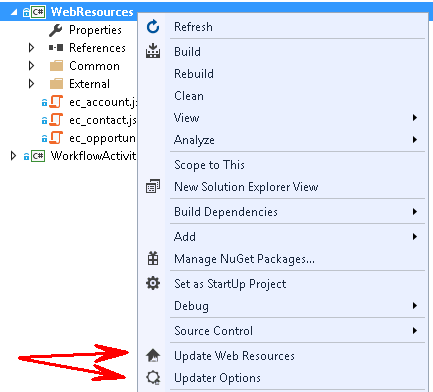 WebResources
Properties
References
Common
External
ec_account.js
ec_contact.js
ec_opportun
WorkflowActivit
Refresh
Build
Rebuild
Clean
View
Analyze
Scope to This
New Solution Explorer View
Build Dependencies
Add
Manage NuGet Packages...
Set as StartUp Project
Debug
Source Control
Update Web Resources
Updater Options